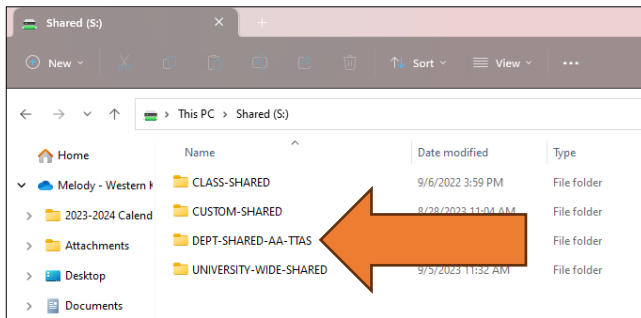 Shared (S:)
New Sort View
This PC > Shared (S:)
Home Name Date modified Type
Melody - Western CLASS-SHARED 9/6/2022 3:59 PM File folder
2023-2024 Calend CUSTOM-SHARED 8/28/2023 11:04 AM File folder
Attachments DEPT-SHARED-AA-TTAS File folder
Desktop UNIVERSITY-WIDE-SHARED 9/5/2023 11:32 AM File folder
Documents